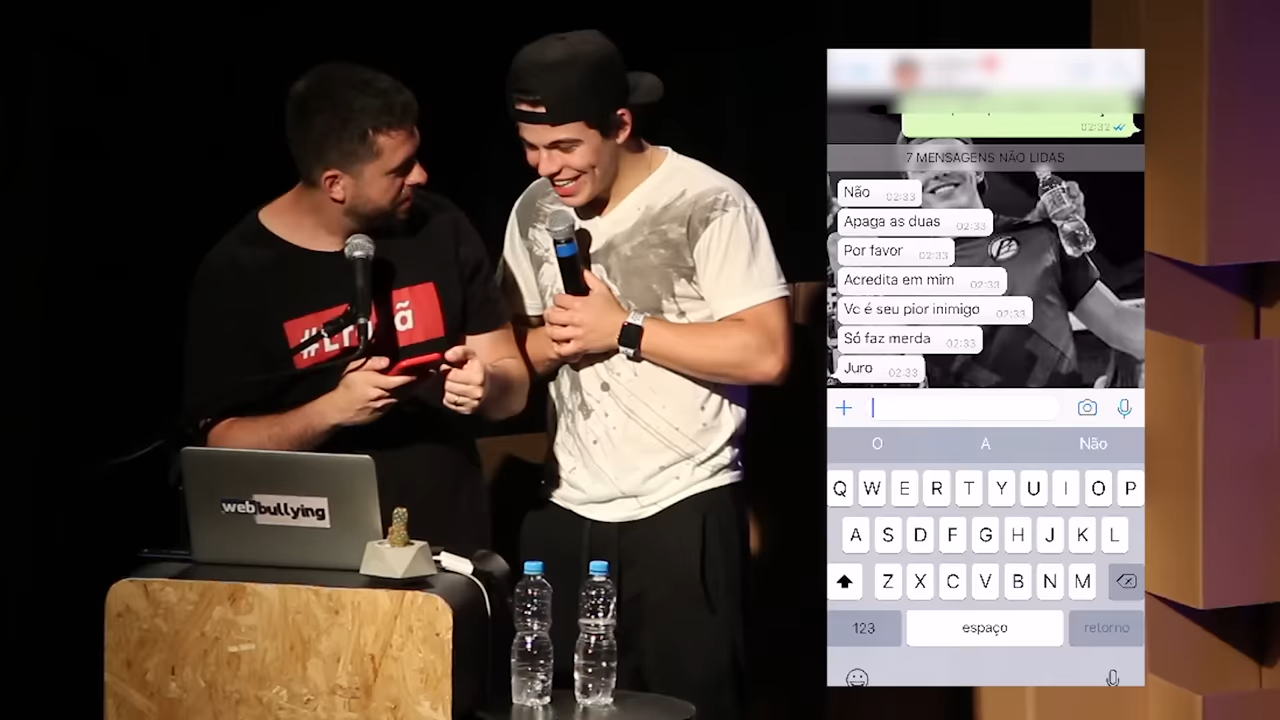 02:32
7 MENSAGENS NÃO LIDAS
Não 02:33
Apaga as duas 02:33
Por favor 02:33
Acredita em mim 02:33
Vc é seu pior inimigo 02:33
Só faz merda 02:33
Juro 02:33
O A Não
Q W E R T Y U I O P
A S D F G H J K L
Z X C V B N M
123 espaço retorno
webbullying